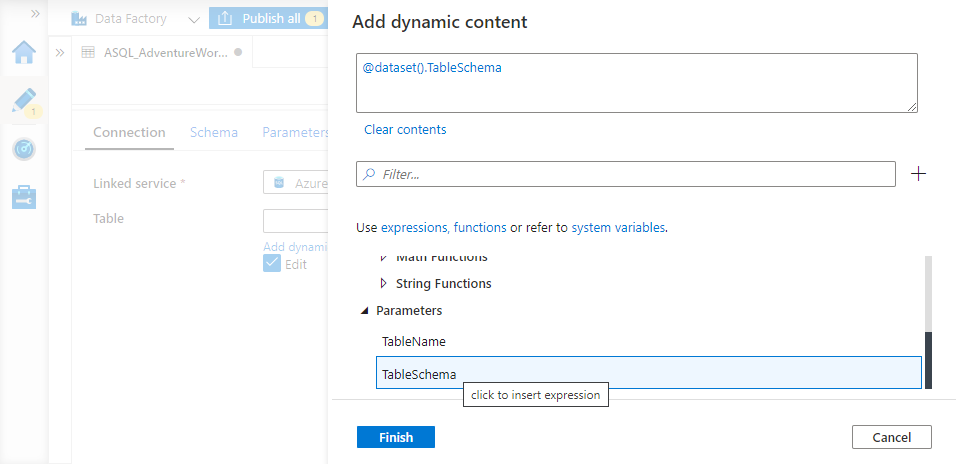 »
Data Factory
Publish all 1
1
»
ASQL_AdventureWor...
Connection
Schema
Parameters
Linked service *
Azure
Table
Add dynami
Edit
Add dynamic content
@dataset().TableSchema
Clear contents
Filter...
Use expressions, functions or refer to system variables.
Math Functions
String Functions
Parameters
TableName
TableSchema
click to insert expression
Finish
Cancel